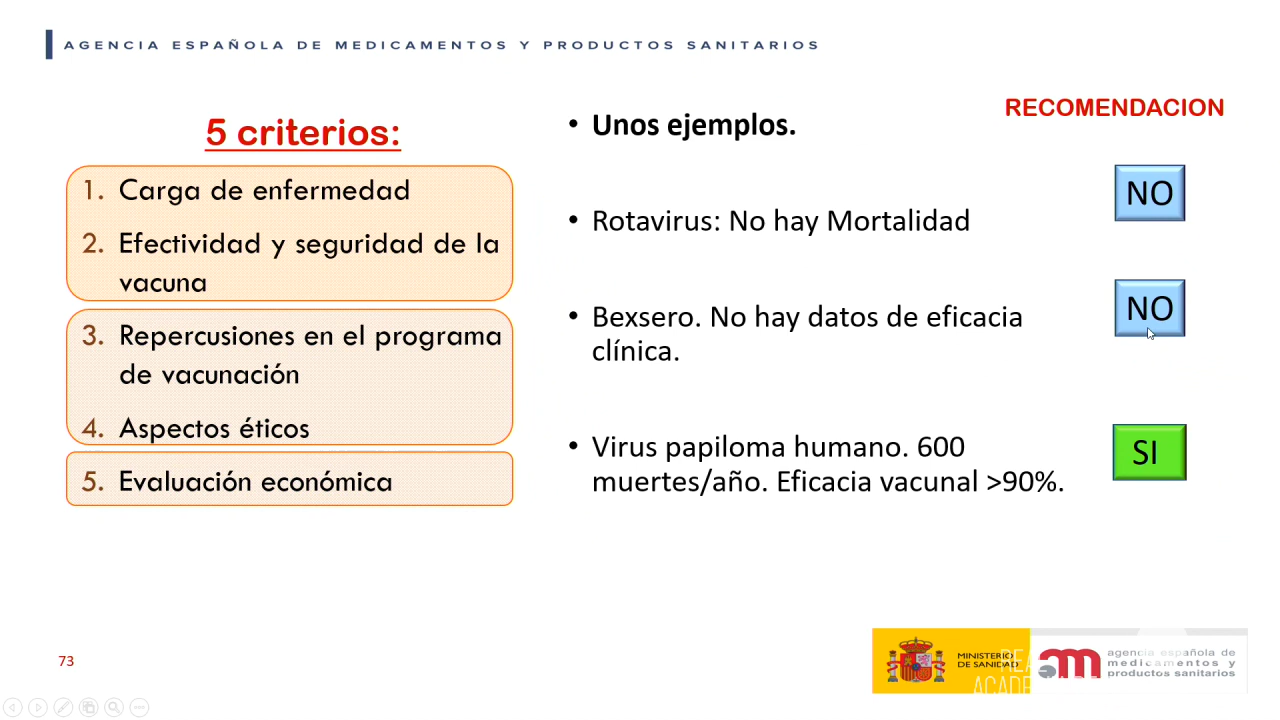 AGENCIA ESPAÑOLA DE MEDICAMENTOS Y PRODUCTOS SANITARIOS
5 criterios:
1. Carga de enfermedad
2. Efectividad y seguridad de la
vacuna
3. Repercusiones en el programa
de vacunación
4. Aspectos éticos
5. Evaluación económica
• Unos ejemplos.
RECOMENDACION
• Rotavirus: No hay Mortalidad
NO
• Bexsero. No hay datos de eficacia
clínica.
NO
• Virus papiloma humano. 600
muertes/año. Eficacia vacunal >90%.
SI
73
MINISTERIO
DE SANIDAD
agencia española de
medicamentos y
productos sanitarios